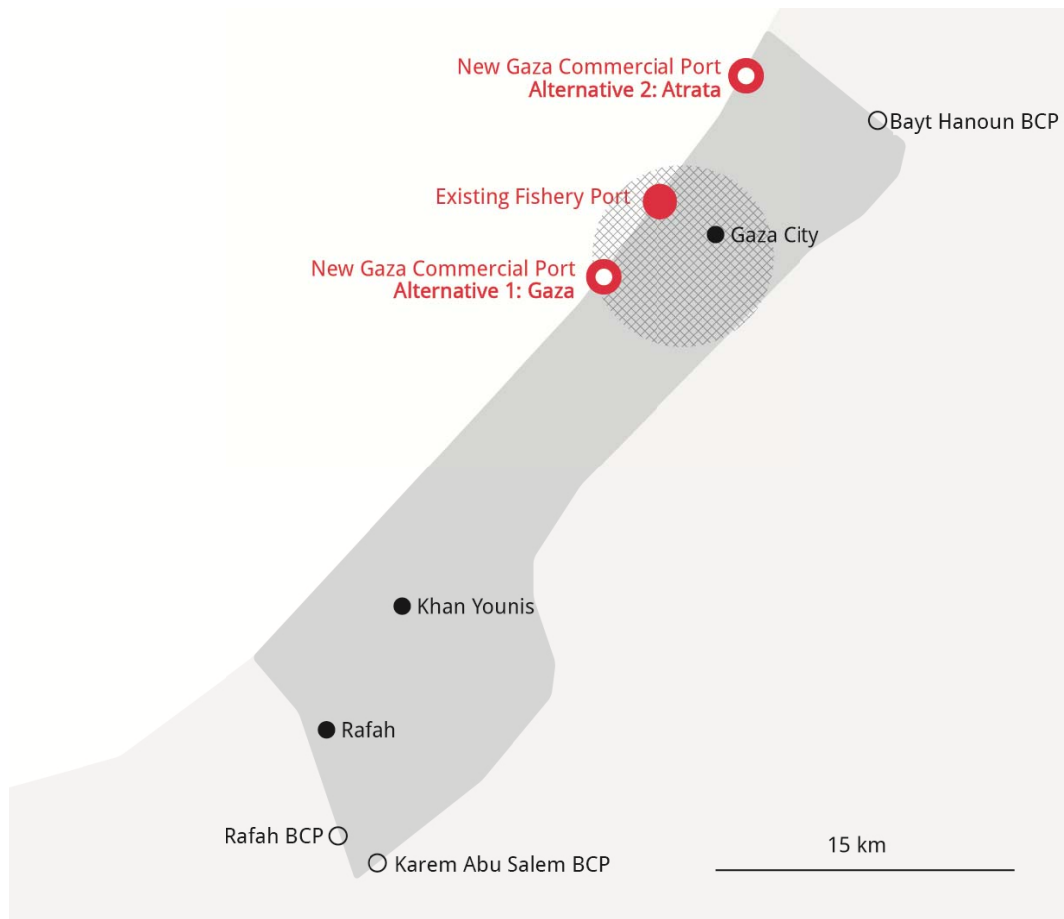 New Gaza Commercial Port
Alternative 2: Atrata
Bayt Hanoun BCP
Existing Fishery Port
Gaza City
New Gaza Commercial Port
Alternative 1: Gaza
Khan Younis
Rafah
Rafah BCP
Karem Abu Salem BCP
15 km